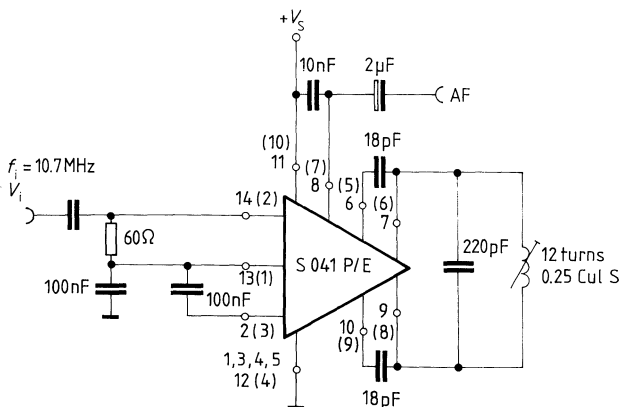 +Vs
10nF
2µF
AF
18pF
(10)
11
(7)
8
(5)
6
(6)
7
fi = 10.7MHz
Vi
14(2)
60Ω
S 041 P/E
220pF
12 turns
0.25 CuL S
13(1)
100nF
100nF
2(3)
10
(9)
9
(8)
1,3,4,5
12(4)
18pF